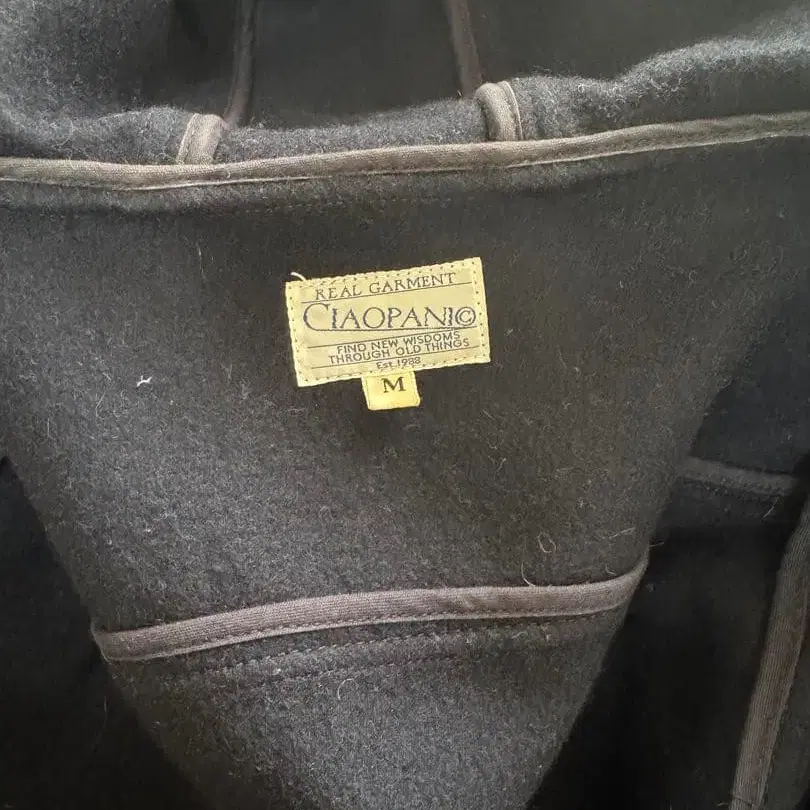 REAL GARMENT
CIAOPANIC
FIND NEW WISDOMS
THROUGH OLD THINGS
Est.1988
M